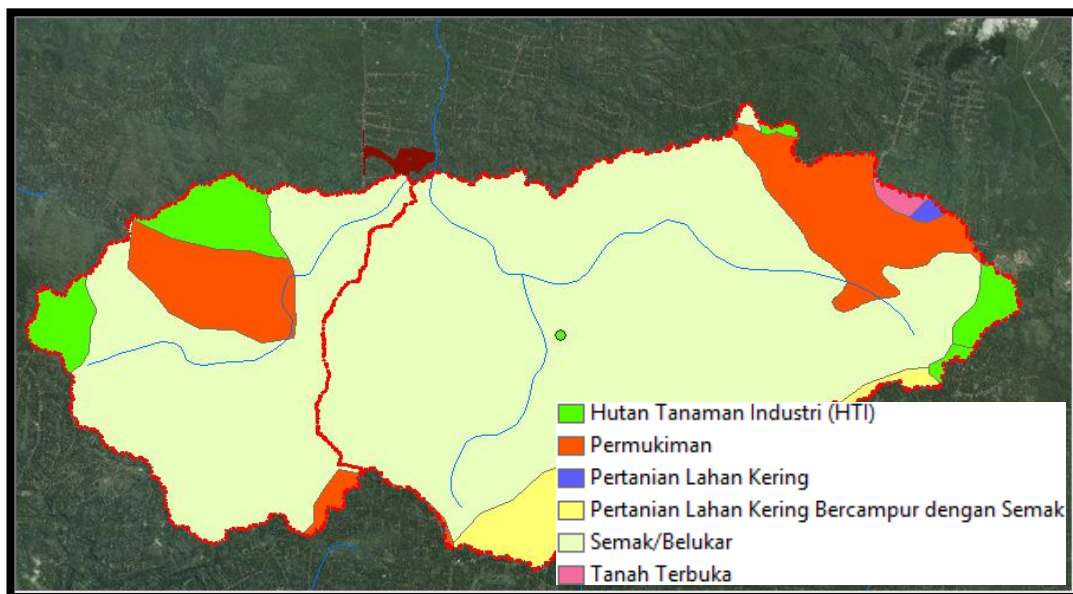 Hutan Tanaman Industri (HTI)
Permukiman
Pertanian Lahan Kering
Pertanian Lahan Kering Bercampur dengan Semak
Semak/Belukar
Tanah Terbuka